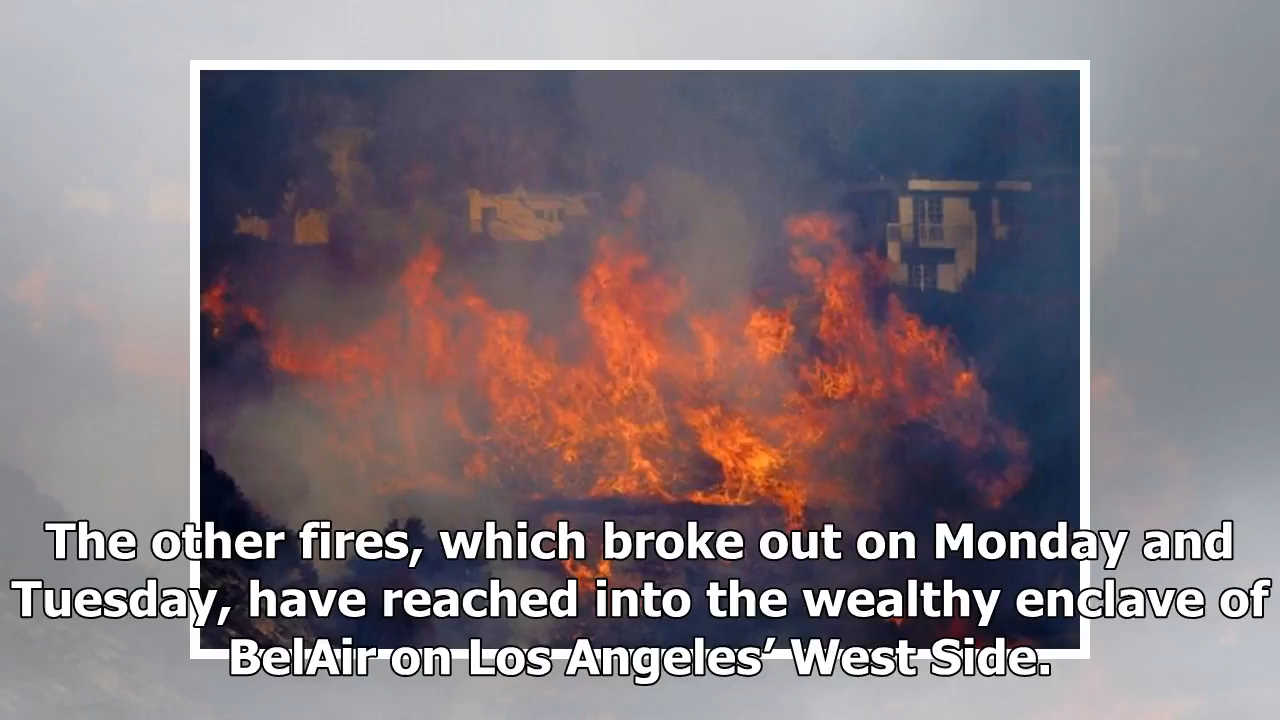 The other fires, which broke out on Monday and
Tuesday, have reached into the wealthy enclave of
BelAir on Los Angeles’ West Side.